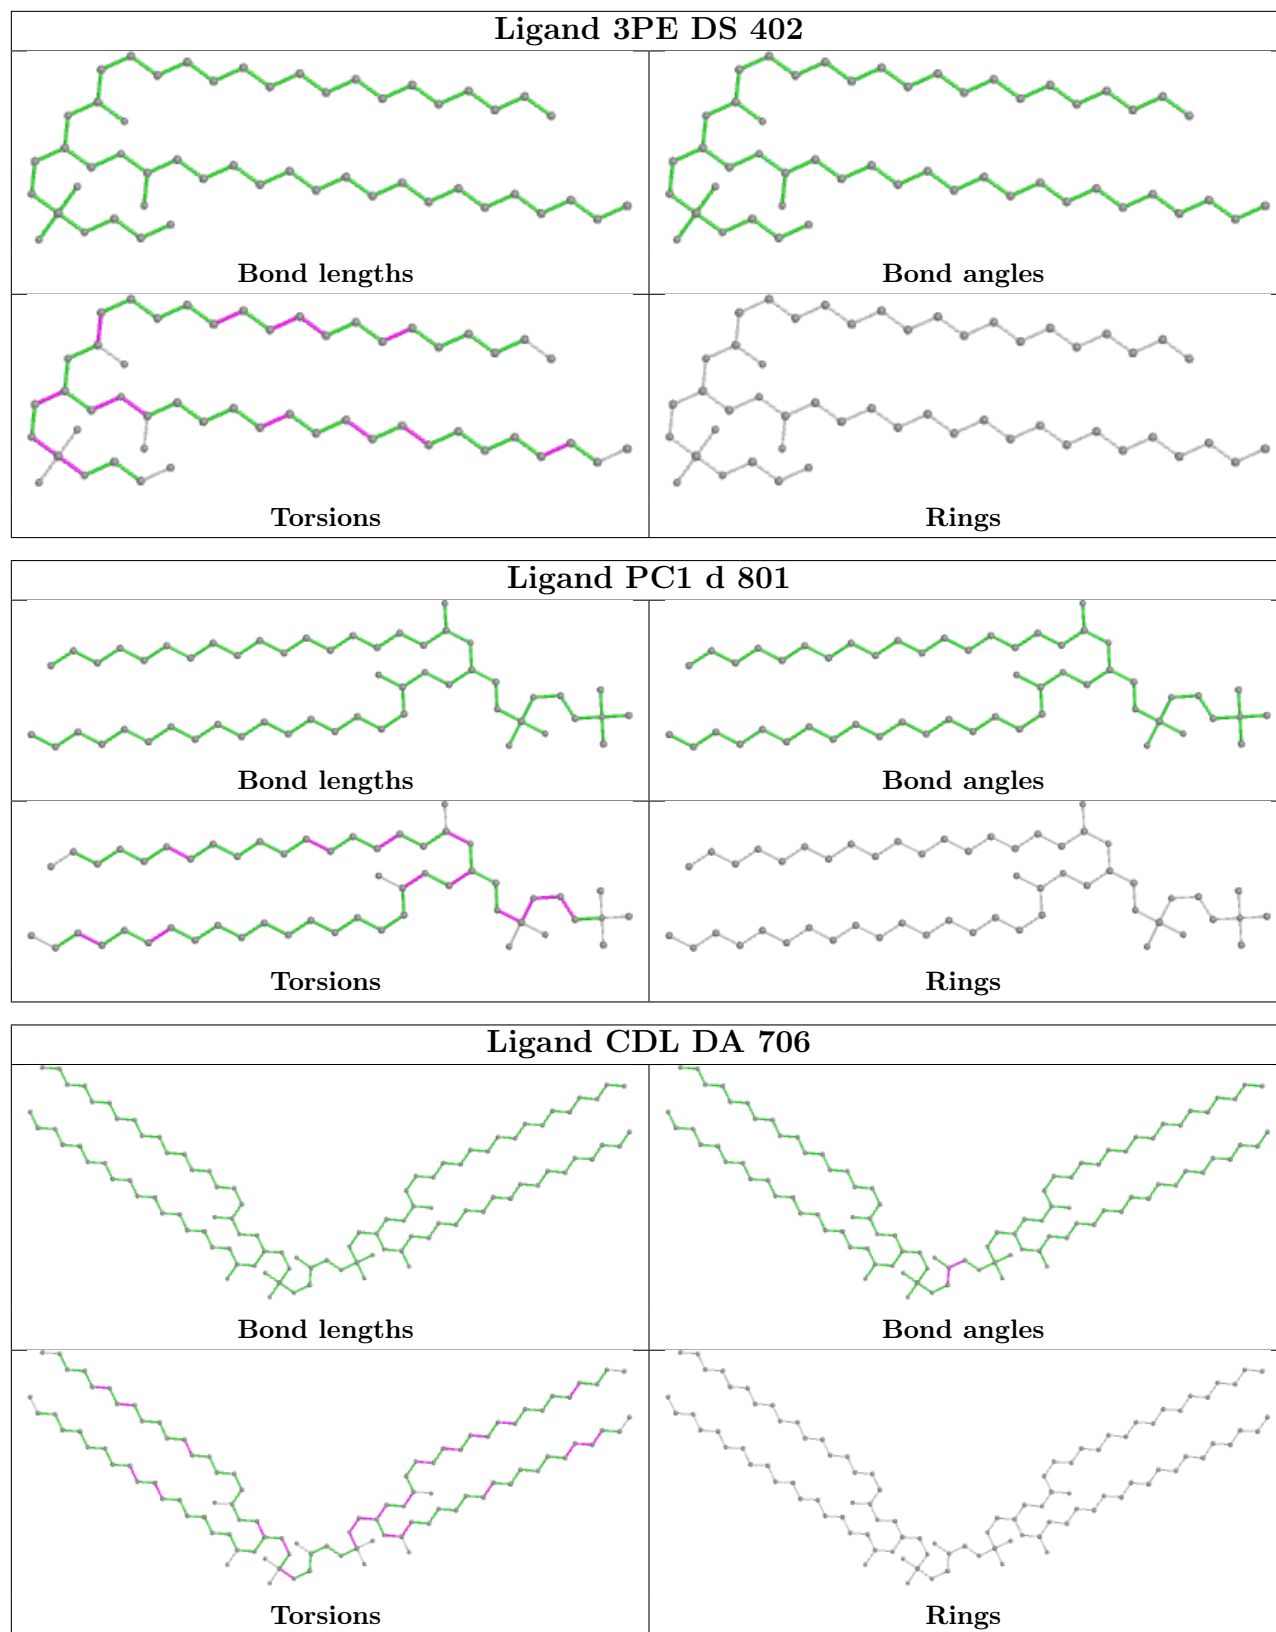 Ligand 3PE DS 402
Bond lengths
Bond angles
Torsions
Rings
Ligand PC1 d 801
Bond lengths
Bond angles
Torsions
Rings
Ligand CDL DA 706
Bond lengths
Bond angles
Torsions
Rings